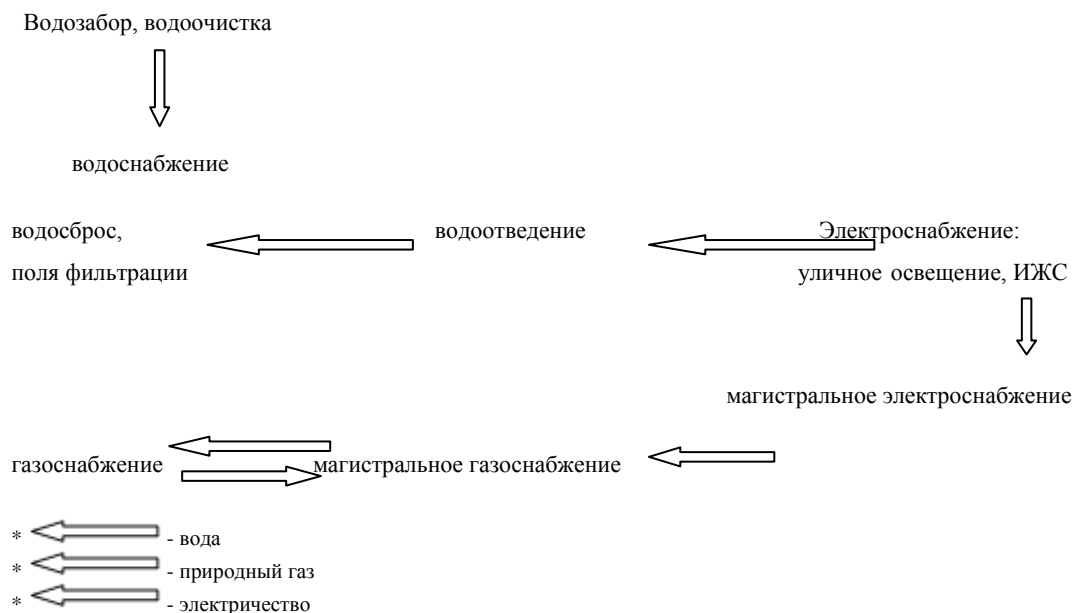 Водозабор, водоочистка
водоснабжение
водосброс, водоотведение Электроснабжение:
поля фильтрации уличное освещение, ИЖС
магистральное электроснабжение
газоснабжение магистральное газоснабжение
* - вода
* - природный газ
* - электричество